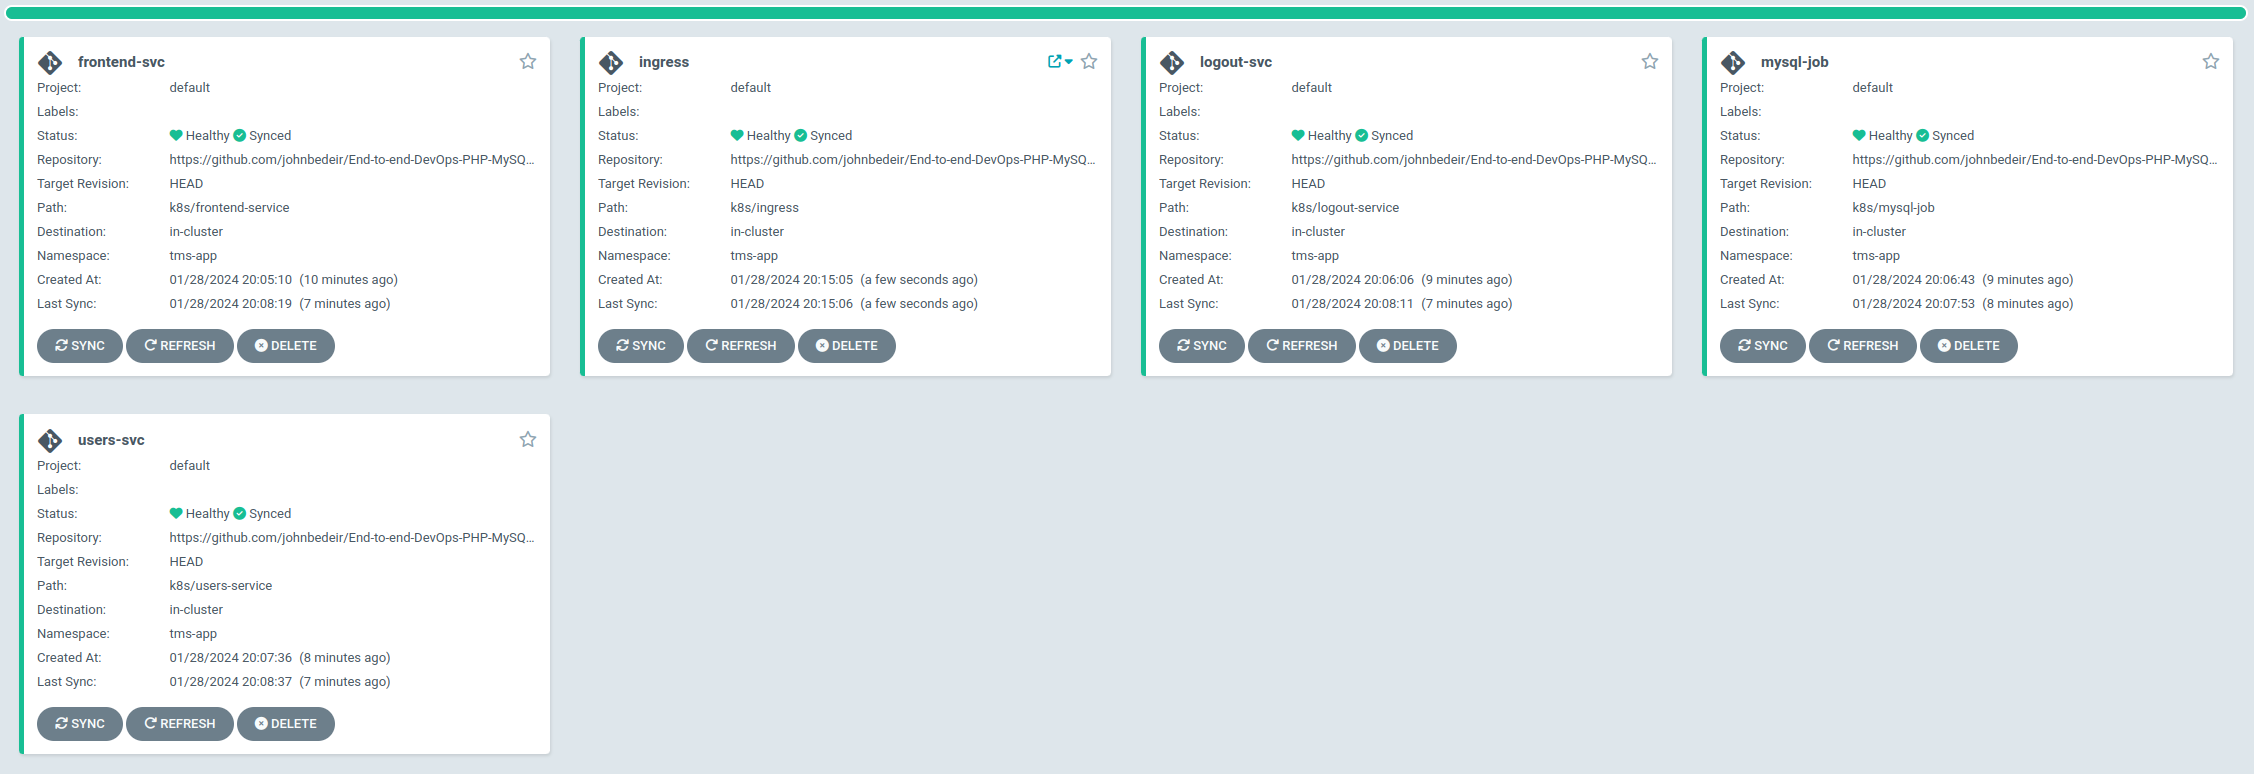 frontend-svc
Project: default
Labels:
Status: Healthy Synced
Repository: https://github.com/johnbedeir/End-to-end-DevOps-PHP-MySQ...
Target Revision: HEAD
Path: k8s/frontend-service
Destination: in-cluster
Namespace: tms-app
Created At: 01/28/2024 20:05:10 (10 minutes ago)
Last Sync: 01/28/2024 20:08:19 (7 minutes ago)
SYNC REFRESH DELETE
ingress
Project: default
Labels:
Status: Healthy Synced
Repository: https://github.com/johnbedeir/End-to-end-DevOps-PHP-MySQ...
Target Revision: HEAD
Path: k8s/ingress
Destination: in-cluster
Namespace: tms-app
Created At: 01/28/2024 20:15:05 (a few seconds ago)
Last Sync: 01/28/2024 20:15:06 (a few seconds ago)
SYNC REFRESH DELETE
logout-svc
Project: default
Labels:
Status: Healthy Synced
Repository: https://github.com/johnbedeir/End-to-end-DevOps-PHP-MySQ...
Target Revision: HEAD
Path: k8s/logout-service
Destination: in-cluster
Namespace: tms-app
Created At: 01/28/2024 20:06:06 (9 minutes ago)
Last Sync: 01/28/2024 20:08:11 (7 minutes ago)
SYNC REFRESH DELETE
mysql-job
Project: default
Labels:
Status: Healthy Synced
Repository: https://github.com/johnbedeir/End-to-end-DevOps-PHP-MySQ...
Target Revision: HEAD
Path: k8s/mysql-job
Destination: in-cluster
Namespace: tms-app
Created At: 01/28/2024 20:06:43 (9 minutes ago)
Last Sync: 01/28/2024 20:07:53 (8 minutes ago)
SYNC REFRESH DELETE
users-svc
Project: default
Labels:
Status: Healthy Synced
Repository: https://github.com/johnbedeir/End-to-end-DevOps-PHP-MySQ...
Target Revision: HEAD
Path: k8s/users-service
Destination: in-cluster
Namespace: tms-app
Created At: 01/28/2024 20:07:36 (8 minutes ago)
Last Sync: 01/28/2024 20:08:37 (7 minutes ago)
SYNC REFRESH DELETE